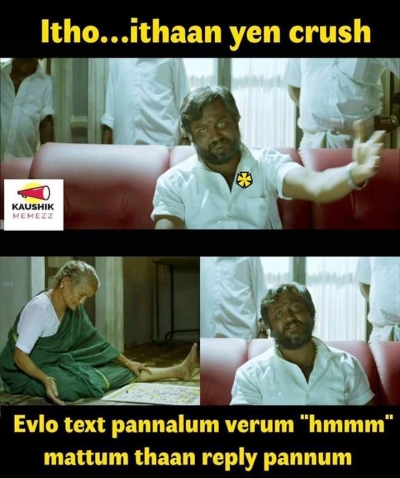 Itho...ithaan yen crush
KAUSHIK
MEMEZZ
Evlo text pannalum verum "hmmm"
mattum thaan reply pannum